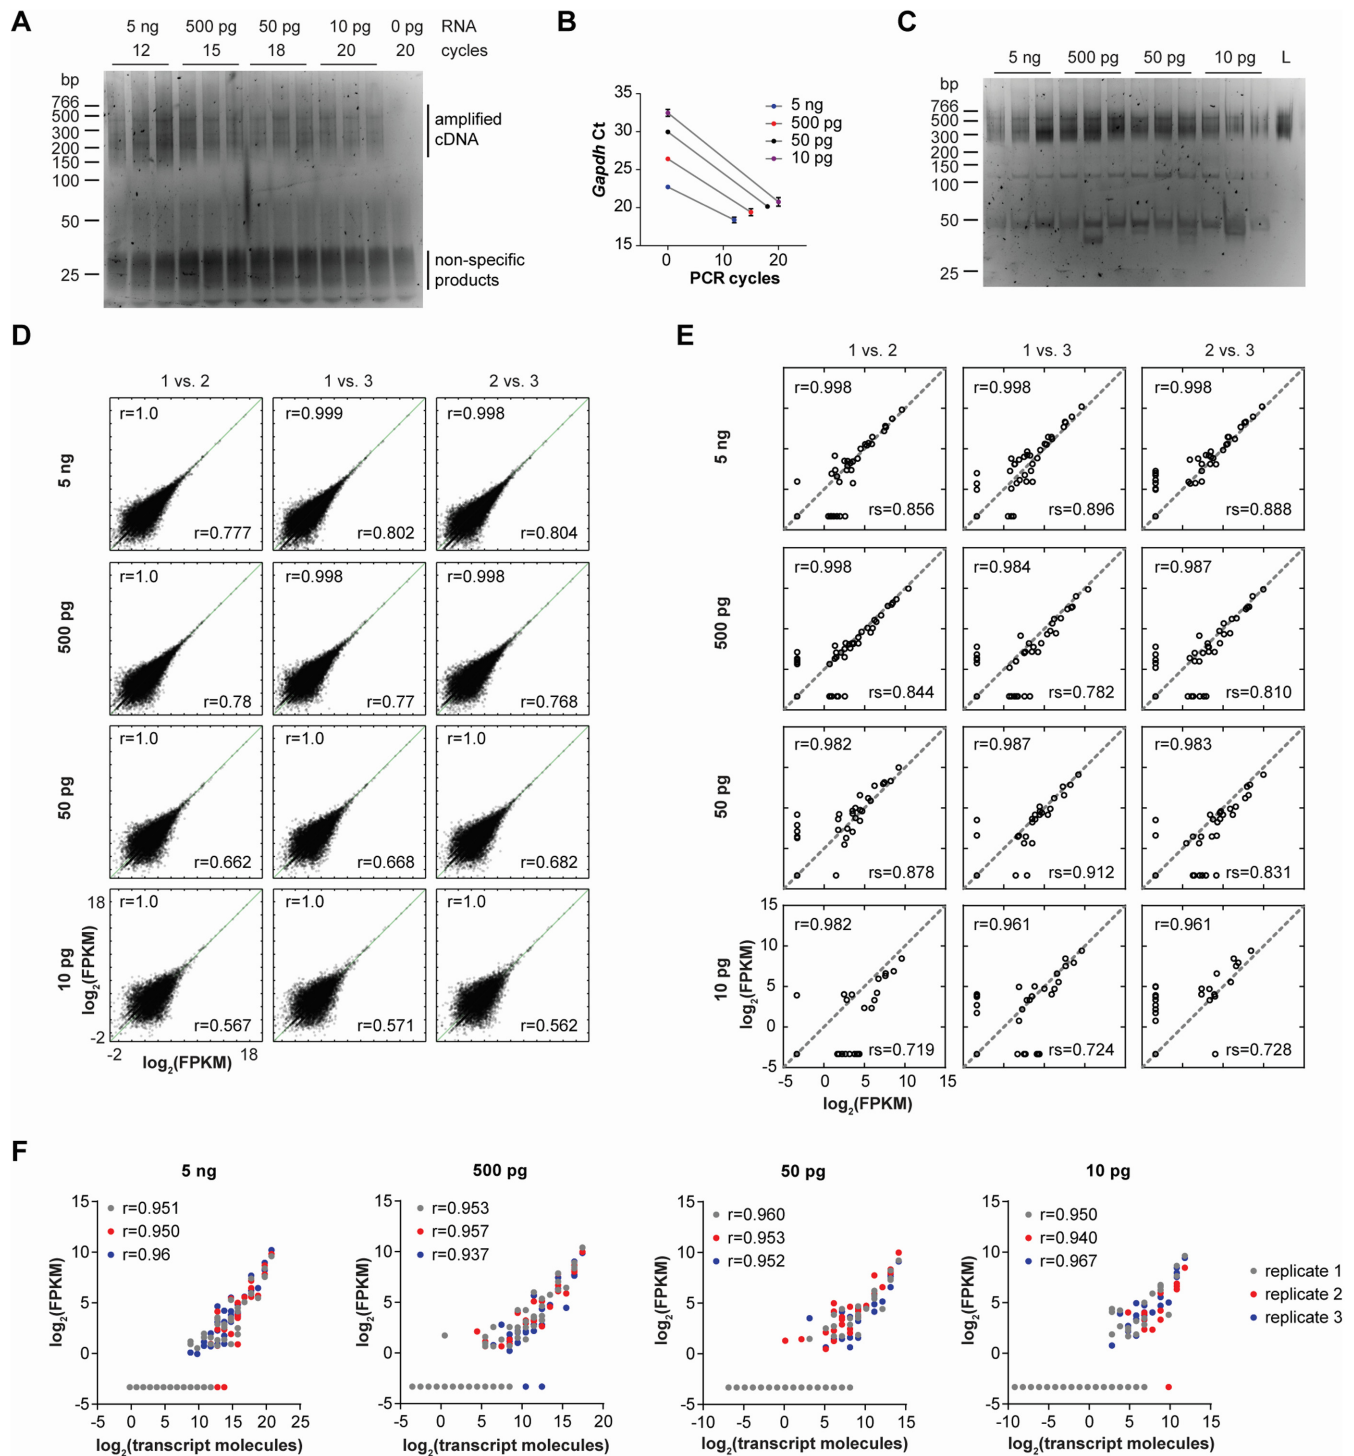 A
5 ng 500 pg 50 pg 10 pg 0 pg RNA
12 15 18 20 20 cycles
bp
766
500
300
200
150
100
50
25
amplified
cDNA
non-specific
products
B
35
30
25
20
15
Gapdh Ct
0 10 20
PCR cycles
5 ng
500 pg
50 pg
10 pg
C
5 ng 500 pg 50 pg 10 pg L
766
500
300
200
150
100
50
25
D
1 vs. 2 1 vs. 3 2 vs. 3
5 ng
r=1.0 r=0.999 r=0.998
r=0.777 r=0.802 r=0.804
500 pg
r=1.0 r=0.998 r=0.998
r=0.78 r=0.77 r=0.768
50 pg
r=1.0 r=1.0 r=1.0
r=0.662 r=0.668 r=0.682
10 pg
18
log2(FPKM)
-2
r=1.0 r=1.0 r=1.0
r=0.567 r=0.571 r=0.562
-2 18
log2(FPKM)
E
1 vs. 2 1 vs. 3 2 vs. 3
5 ng
r=0.998 r=0.998 r=0.998
rs=0.856 rs=0.896 rs=0.888
500 pg
r=0.998 r=0.984 r=0.987
rs=0.844 rs=0.782 rs=0.810
50 pg
r=0.982 r=0.987 r=0.983
rs=0.878 rs=0.912 rs=0.831
10 pg
log2(FPKM)
15
10
5
0
-5
r=0.982 r=0.961 r=0.961
rs=0.719 rs=0.724 rs=0.728
-5 0 5 10 15
log2(FPKM)
F
5 ng
15
10
5
0
-5
log2(FPKM)
r=0.951
r=0.950
r=0.96
-5 0 5 10 15 20 25
log2(transcript molecules)
500 pg
15
10
5
0
-5
log2(FPKM)
r=0.953
r=0.957
r=0.937
-5 0 5 10 15 20
log2(transcript molecules)
50 pg
15
10
5
0
-5
log2(FPKM)
r=0.960
r=0.953
r=0.952
-10 -5 0 5 10 15
log2(transcript molecules)
10 pg
15
10
5
0
-5
log2(FPKM)
r=0.950
r=0.940
r=0.967
-10 -5 0 5 10 15
log2(transcript molecules)
replicate 1
replicate 2
replicate 3